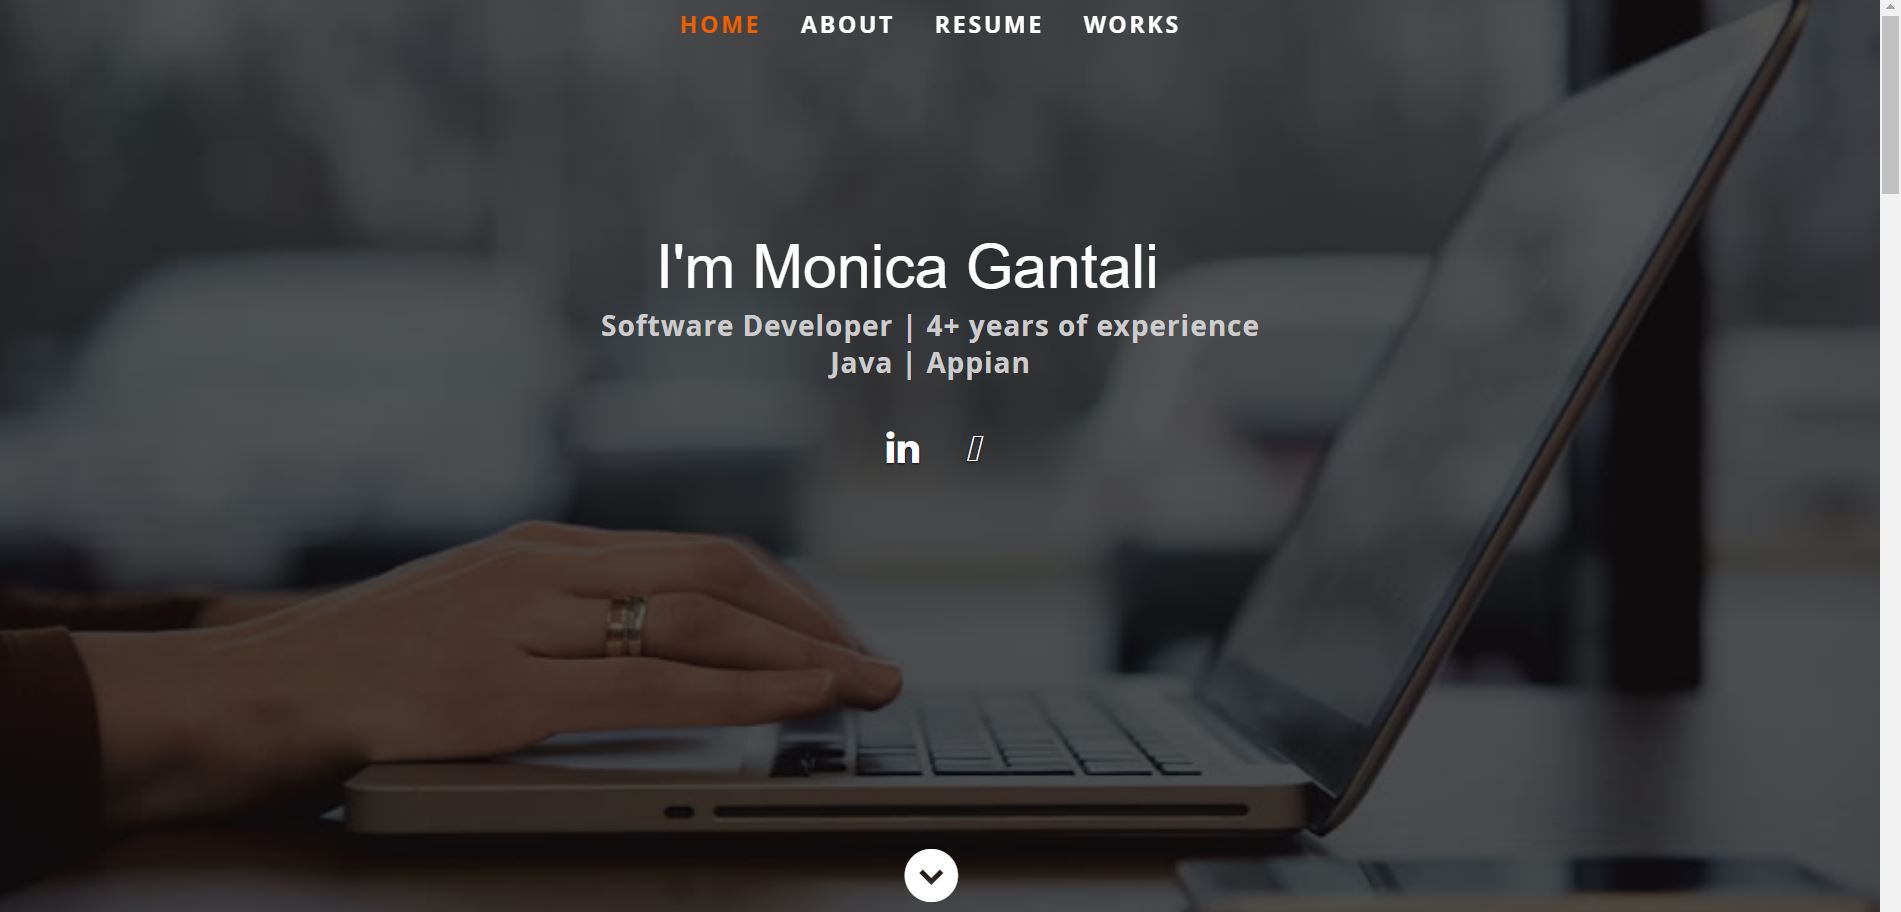 HOME ABOUT RESUME WORKS
I'm Monica Gantali
Software Developer | 4+ years of experience
Java | Appian
in